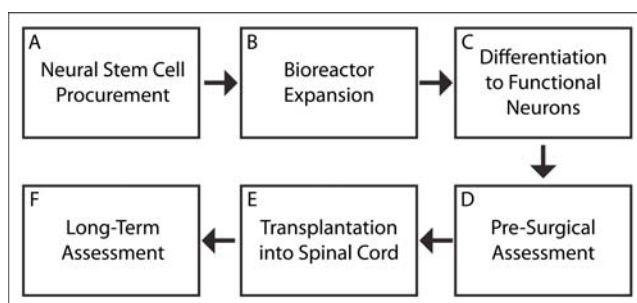 A
Neural Stem Cell
Procurement
B
Bioreactor
Expansion
C
Differentiation
to Functional
Neurons
D
Pre-Surgical
Assessment
E
Transplantation
into Spinal Cord
F
Long-Term
Assessment